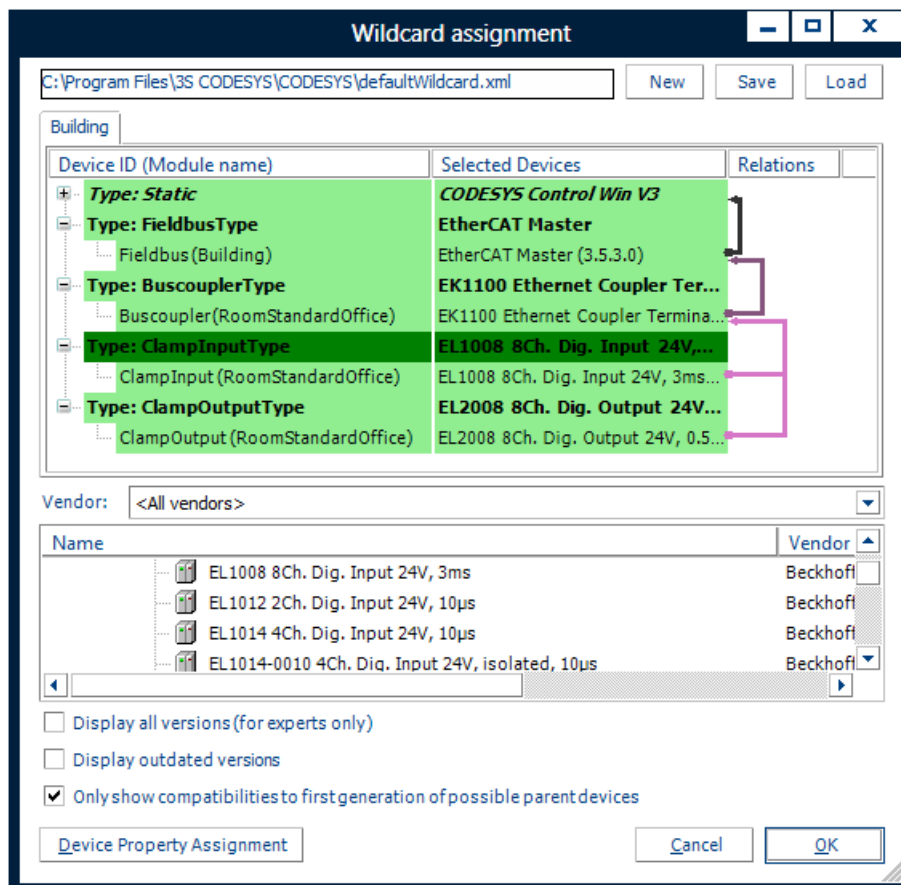 Wildcard assignment
C:\Program Files\3S CODESYS\CODESYS\defaultWildcard.xml New Save Load
Building
Device ID (Module name) Selected Devices Relations
Type: Static CODESYS Control Win V3
Type: FieldbusType EtherCAT Master
Fieldbus(Building) EtherCAT Master (3.5.3.0)
Type: BuscouplerType EK1100 Ethernet Coupler Ter...
Buscoupler(RoomStandardOffice) EK1100 Ethernet Coupler Termina...
Type: ClampInputType EL1008 8Ch. Dig. Input 24V,...
ClampInput(RoomStandardOffice) EL1008 8Ch. Dig. Input 24V, 3ms...
Type: ClampOutputType EL2008 8Ch. Dig. Output 24V...
ClampOutput(RoomStandardOffice) EL2008 8Ch. Dig. Output 24V, 0.5...
Vendor: <All vendors>
Name Vendor
EL1008 8Ch. Dig. Input 24V, 3ms Beckhoff
EL1012 2Ch. Dig. Input 24V, 10µs Beckhoff
EL1014 4Ch. Dig. Input 24V, 10µs Beckhoff
EL1014-0010 4Ch. Dig. Input 24V, isolated, 10µs Beckhoff
Display all versions (for experts only)
Display outdated versions
Only show compatibilities to first generation of possible parent devices
Device Property Assignment Cancel OK